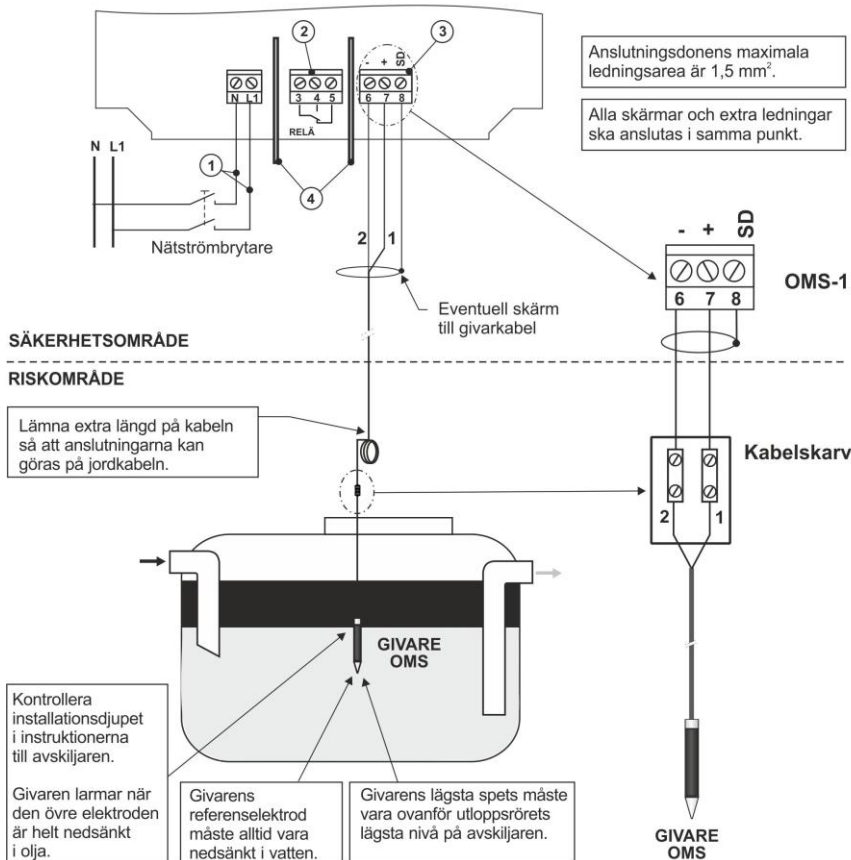 2
3
- + SD
N L1
3 4 5
6 7 8
RELÄ
Anslutningsdonens maximala
ledningsarea är 1,5 mm².
Alla skärmar och extra ledningar
ska anslutas i samma punkt.
N L1
1
4
Nätströmbrytare
2 1
Eventuell skärm
till givarkabel
- + SD
6 7 8
OMS-1
SÄKERHETSOMRÅDE
RISKOMRÅDE
Lämna extra längd på kabeln
så att anslutningarna kan
göras på jordkabeln.
Kabelskarv
2 1
GIVARE
OMS
Kontrollera
installationsdjupet
i instruktionerna
till avskiljaren.
Givaren larmar när
den övre elektroden
är helt nedsänkt
i olja.
Givarens
referenselektrod
måste alltid vara
nedsänkt i vatten.
Givarens lägsta spets måste
vara ovanför utloppsrörets
lägsta nivå på avskiljaren.
GIVARE
OMS